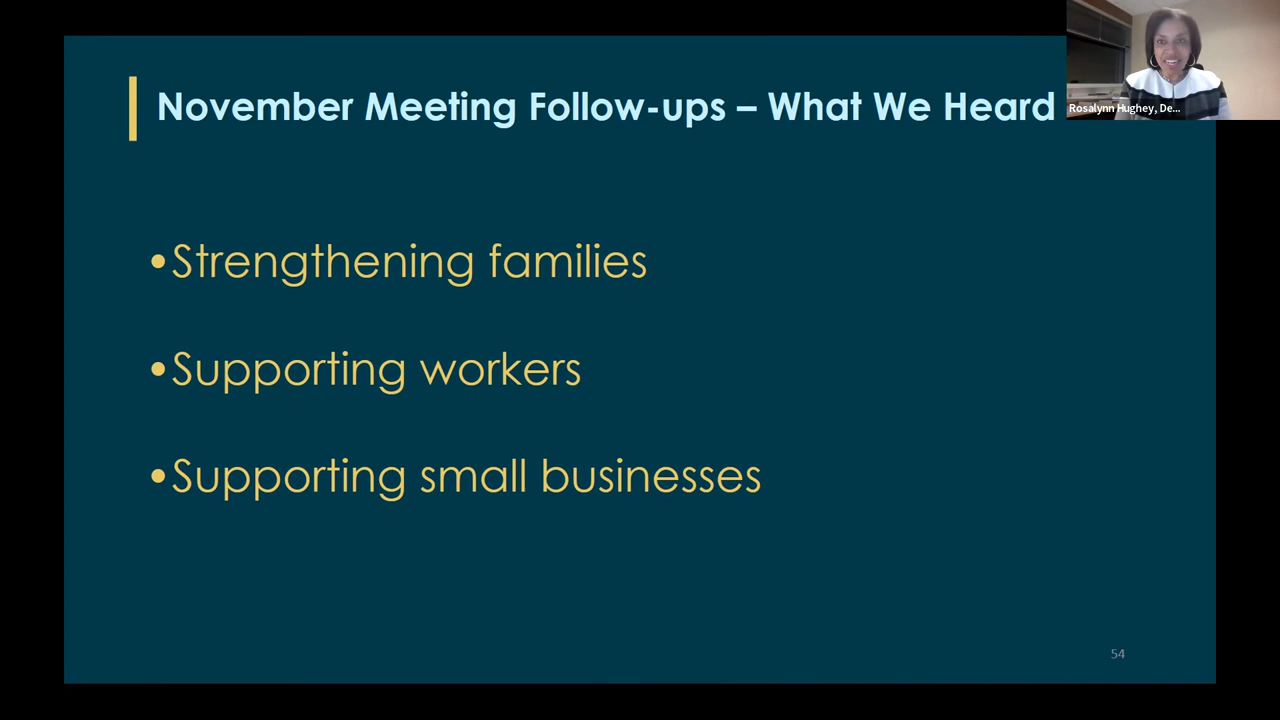 November Meeting Follow-ups – What We Heard
Rosalynn Hughey, De...
•Strengthening families
•Supporting workers
•Supporting small businesses
54